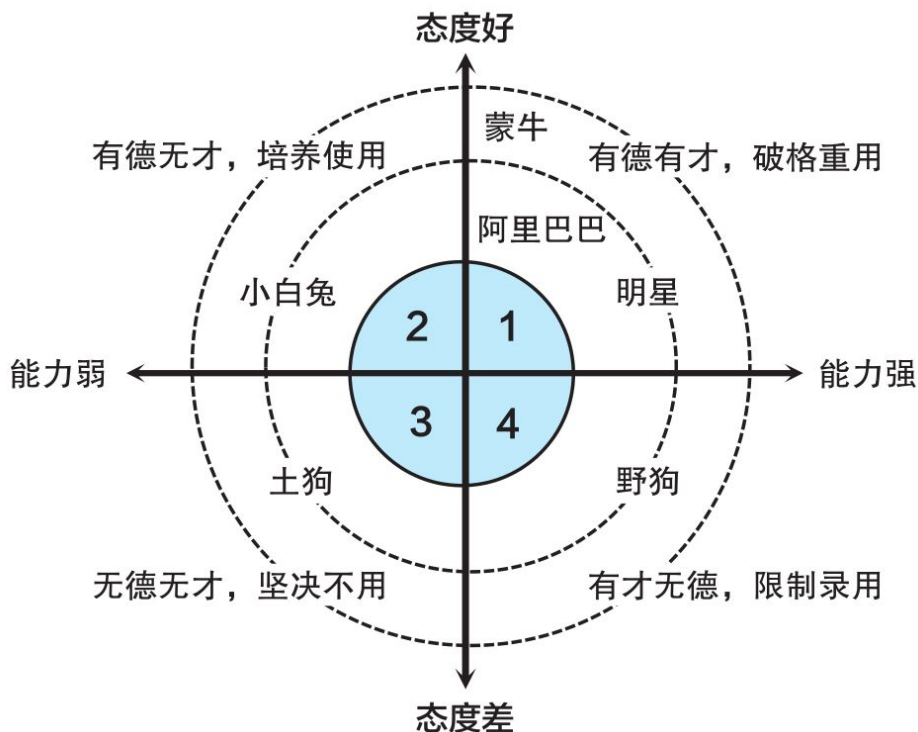 态度好
蒙牛
有德无才，培养使用
有德有才，破格重用
阿里巴巴
小白兔
明星
2
1
能力弱
能力强
3
4
土狗
野狗
无德无才，坚决不用
有才无德，限制录用
态度差